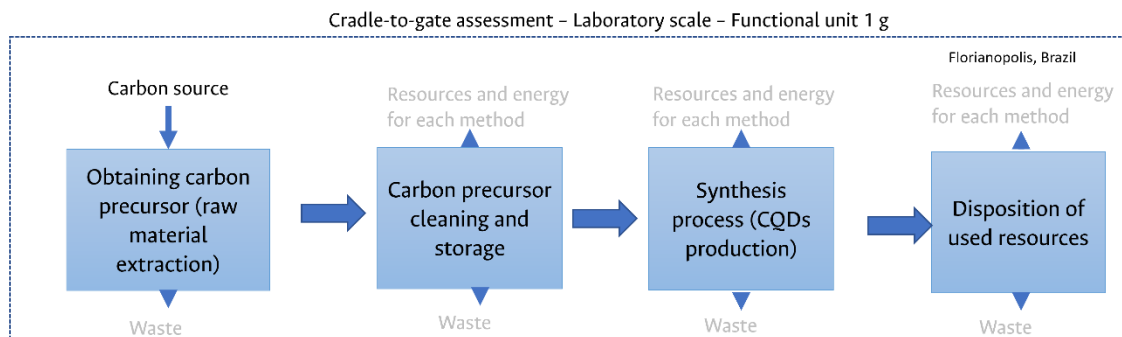 Cradle-to-gate assessment – Laboratory scale – Functional unit 1 g
Florianopolis, Brazil
Carbon source
Resources and energy
for each method
Resources and energy
for each method
Resources and energy
for each method
Obtaining carbon
precursor (raw
material
extraction)
Carbon precursor
cleaning and
storage
Synthesis
process (CQDs
production)
Disposition of
used resources
Waste
Waste
Waste
Waste